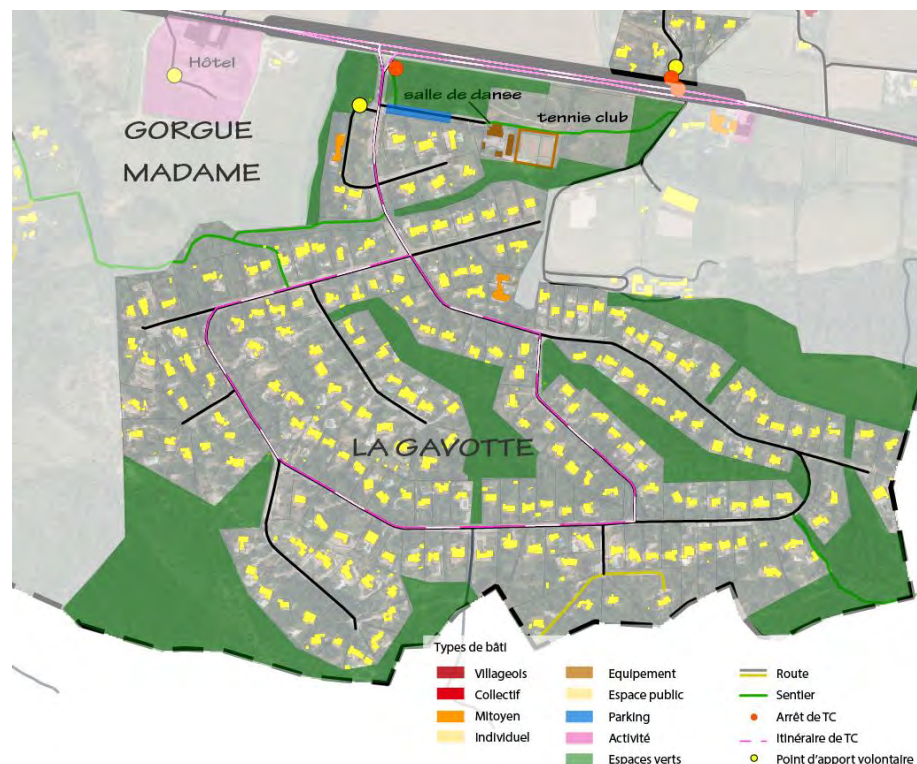 Hôtel
salle de danse
tennis club
GORGUE
MADAME
LA GAVOTTE
Types de bâti
Villageois
Collectif
Mitoyen
Individuel
Equipement
Espace public
Parking
Activité
Espaces verts
Route
Sentier
Arrêt de TC
Itinéraire de TC
Point d'apport volontaire